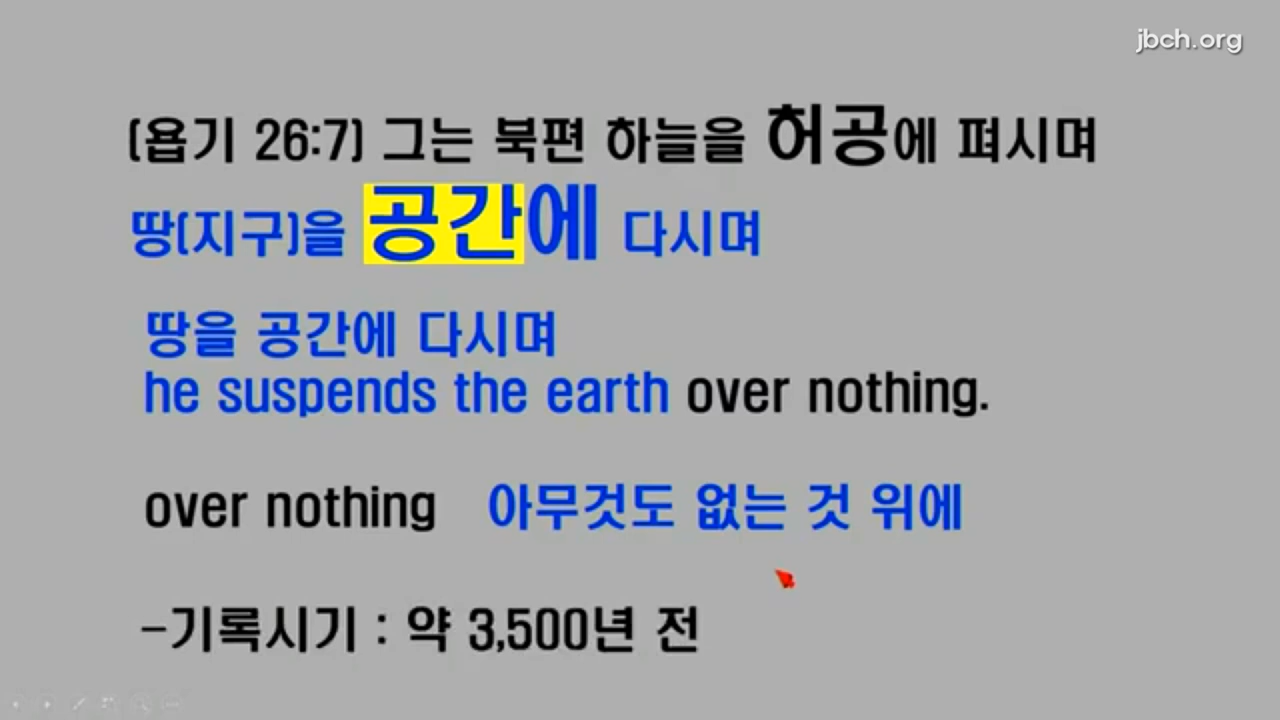 jbch.org
(욥기 26:7) 그는 북편 하늘을 허공에 펴시며
땅(지구)을 공간에 다시며
땅을 공간에 다시며
he suspends the earth over nothing.
over nothing 아무것도 없는 것 위에
-기록시기 : 약 3,500년 전